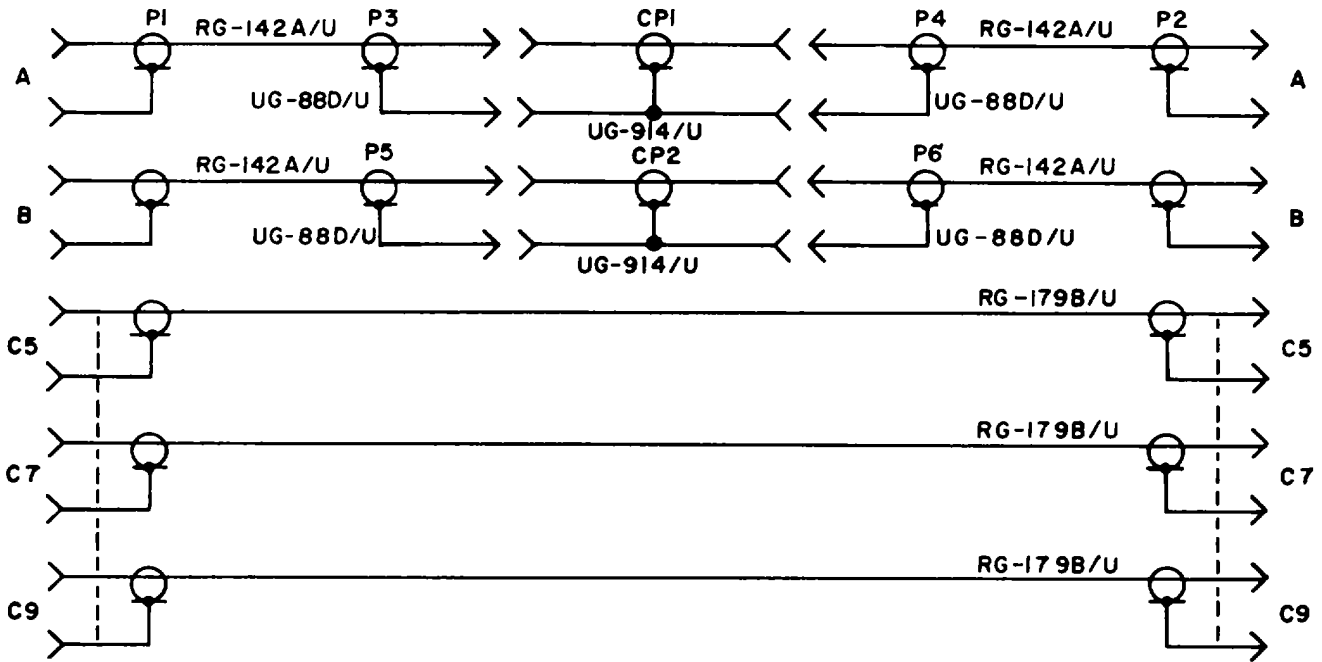 P1 RG-142A/U P3 CP1 P4 RG-142A/U P2
A UG-88D/U UG-914/U UG-88D/U A
RG-142A/U P5 CP2 P6 RG-142A/U
B UG-88D/U UG-914/U UG-88D/U B
RG-179B/U
C5 C5
RG-179B/U
C7 C7
RG-179B/U
C9 C9